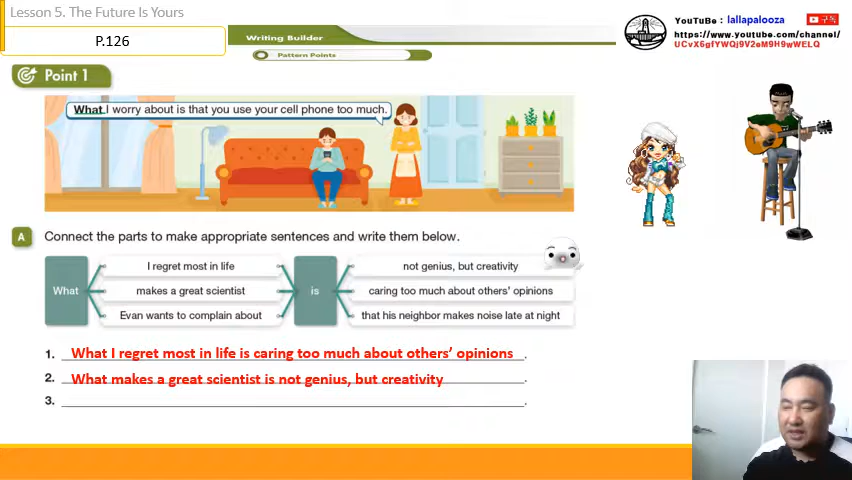 Lesson 5. The Future Is Yours
P.126
Writing Builder
Pattern Points
YouTuBe : lallapalooza
구독
https://www.youtube.com/channel/
UCvX6gfYWQj9V2eM9H9wWELQ
Point 1
What I worry about is that you use your cell phone too much.
A Connect the parts to make appropriate sentences and write them below.
What
I regret most in life
makes a great scientist
Evan wants to complain about
is
not genius, but creativity
caring too much about others' opinions
that his neighbor makes noise late at night
1. What I regret most in life is caring too much about others' opinions.
2. What makes a great scientist is not genius, but creativity.
3. .